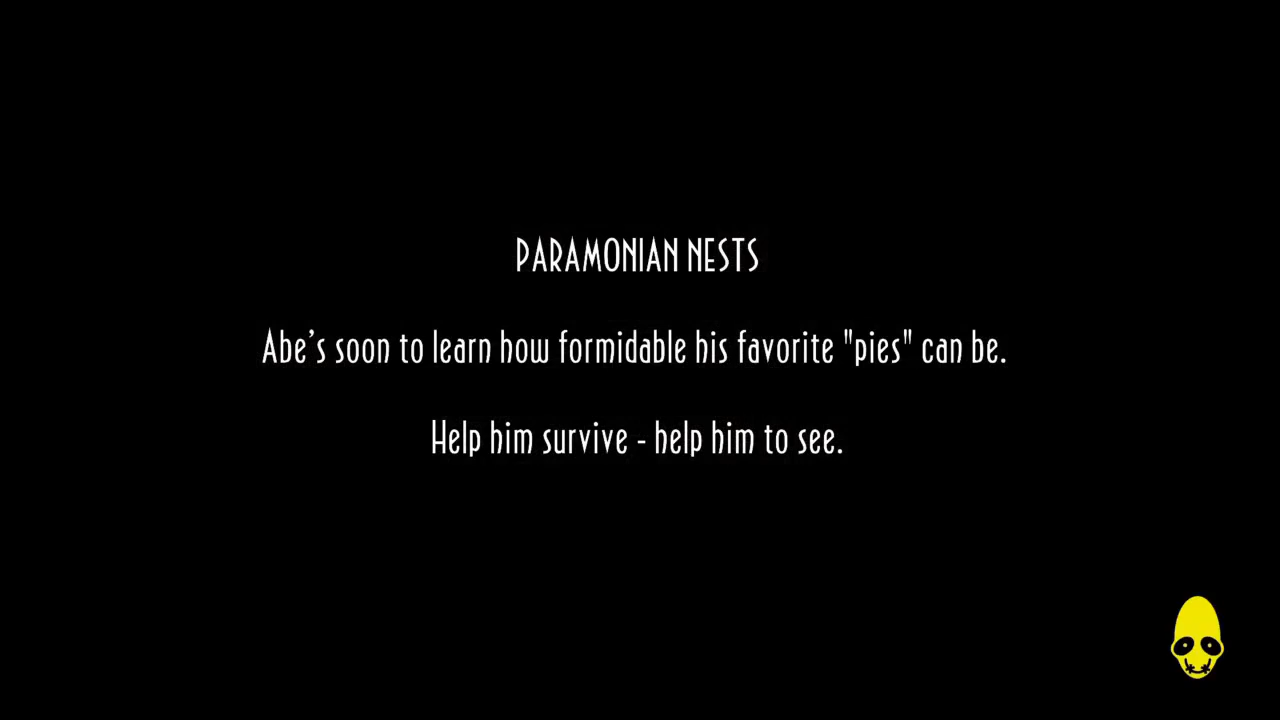 PARAMONIAN NESTS
Abe's soon to learn how formidable his favorite "pies" can be.
Help him survive - help him to see.